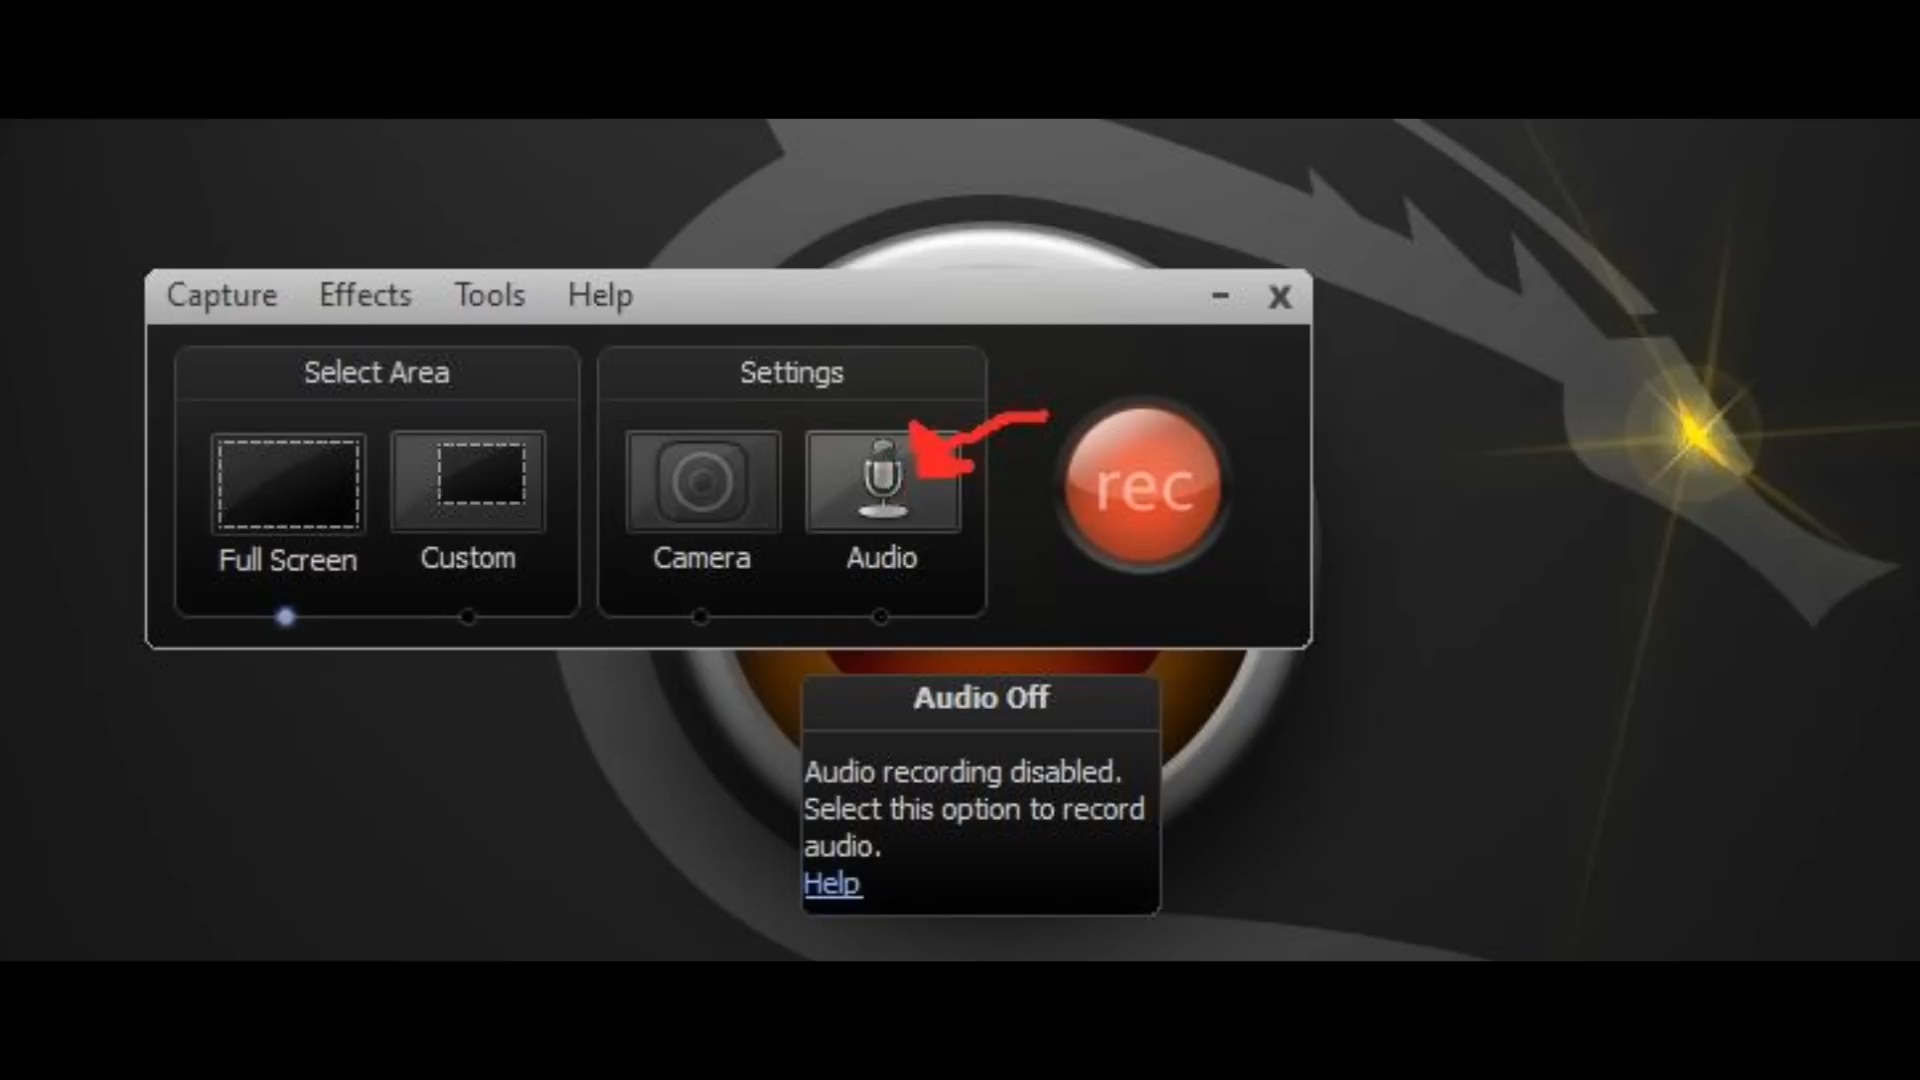 Capture Effects Tools Help - x
Select Area
Settings
rec
Full Screen Custom Camera Audio
Audio Off
Audio recording disabled.
Select this option to record
audio.
Help